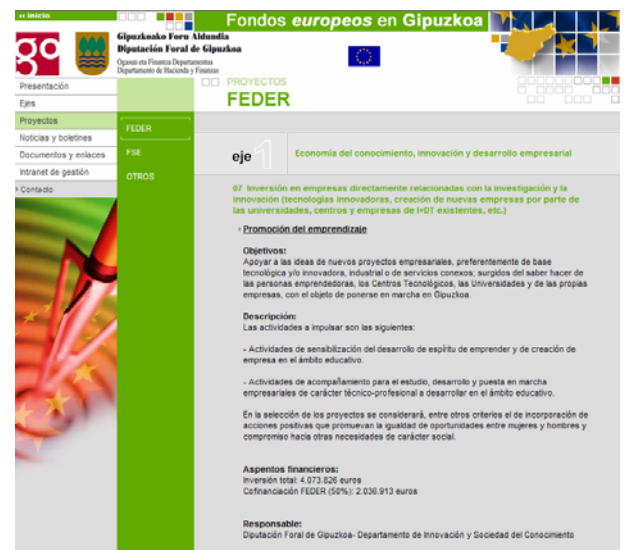 ‹‹ inicio
Fondos europeos en Gipuzkoa
go
Gipuzkoako Foru Aldundia
Diputación Foral de Gipuzkoa
Ogasun eta Finantza Departamentua
Departamento de Hacienda y Finanzas
PROYECTOS
FEDER
Presentación
Ejes
Proyectos
Noticias y boletines
Documentos y enlaces
Intranet de gestión
› Contacto
FEDER
FSE
OTROS
eje 1
Economía del conocimiento, innovación y desarrollo empresarial
07 Inversión en empresas directamente relacionadas con la investigación y la
innovación (tecnologías innovadoras, creación de nuevas empresas por parte de
las universidades, centros y empresas de I+DT existentes, etc.)
› Promoción del emprendizaje
Objetivos:
Apoyar a las ideas de nuevos proyectos empresariales, preferentemente de base
tecnológica y/o innovadora, industrial o de servicios conexos; surgidos del saber hacer de
las personas emprendedoras, los Centros Tecnológicos, las Universidades y de las propias
empresas, con el objeto de ponerse en marcha en Gipuzkoa.
Descripción:
Las actividades a impulsar son las siguientes:
- Actividades de sensibilización del desarrollo de espíritu de emprender y de creación de
empresa en el ámbito educativo.
- Actividades de acompañamiento para el estudio, desarrollo y puesta en marcha
empresariales de carácter técnico-profesional a desarrollar en el ámbito educativo.
En la selección de los proyectos se considerará, entre otros criterios el de incorporación de
acciones positivas que promuevan la igualdad de oportunidades entre mujeres y hombres y
compromiso hacia otras necesidades de carácter social.
Aspentos financieros:
Inversión total: 4.073.826 euros
Cofinanciación FEDER (50%): 2.036.913 euros
Responsable:
Diputación Foral de Gipuzkoa- Departamento de Innovación y Sociedad del Conocimiento